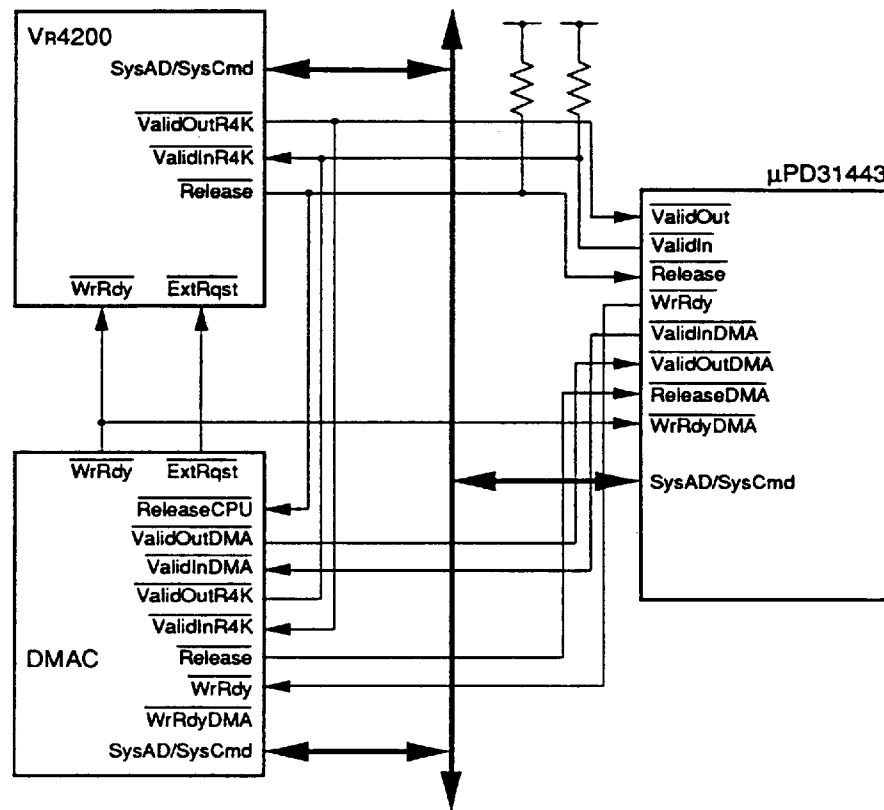 VR4200
SysAD/SysCmd
ValidOutR4K
ValidInR4K
Release
WrRdy ExtRqst
µPD31443
ValidOut
ValidIn
Release
WrRdy
ValidInDMA
ValidOutDMA
ReleaseDMA
WrRdyDMA
SysAD/SysCmd
WrRdy ExtRqst
ReleaseCPU
ValidOutDMA
ValidInDMA
ValidOutR4K
ValidInR4K
DMAC
Release
WrRdy
WrRdyDMA
SysAD/SysCmd